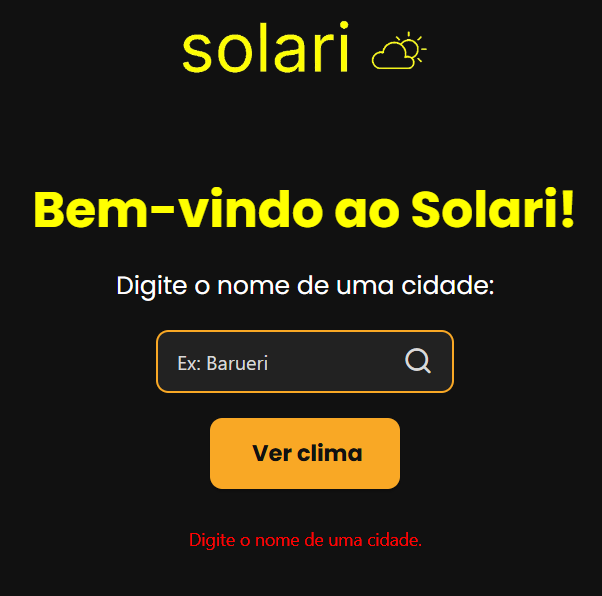 solari
Bem-vindo ao Solari!
Digite o nome de uma cidade:
Ex: Barueri
Ver clima
Digite o nome de uma cidade.